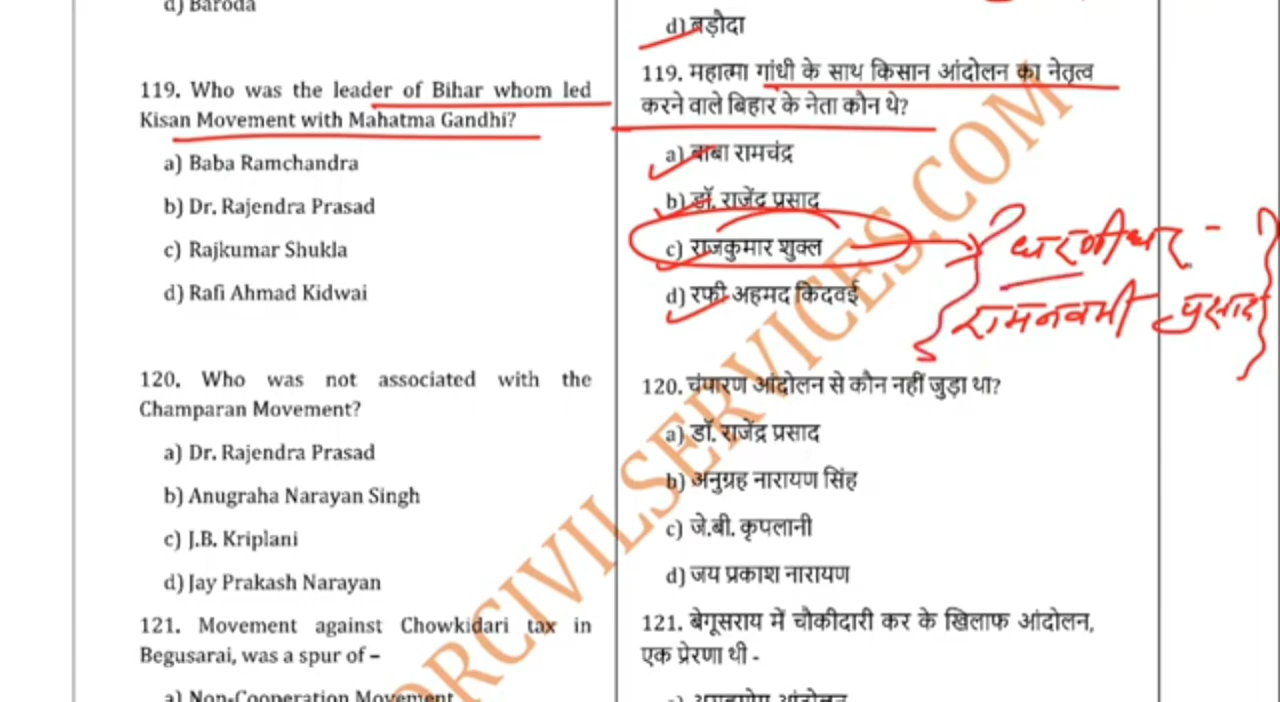 d) Baroda
119. Who was the leader of Bihar whom led
Kisan Movement with Mahatma Gandhi?
a) Baba Ramchandra
b) Dr. Rajendra Prasad
c) Rajkumar Shukla
d) Rafi Ahmad Kidwai
120. Who was not associated with the
Champaran Movement?
a) Dr. Rajendra Prasad
b) Anugraha Narayan Singh
c) J.B. Kriplani
d) Jay Prakash Narayan
121. Movement against Chowkidari tax in
Begusarai, was a spur of –
a) Non-Cooperation Movement
d) बड़ौदा
119. महात्मा गांधी के साथ किसान आंदोलन का नेतृत्व
करने वाले बिहार के नेता कौन थे?
a) बाबा रामचंद्र
b) डॉ. राजेंद्र प्रसाद
c) राजकुमार शुक्ल
d) रफी अहमद किदवई
120. चंपारण आंदोलन से कौन नहीं जुड़ा था?
a) डॉ. राजेंद्र प्रसाद
b) अनुग्रह नारायण सिंह
c) जे.बी. कृपलानी
d) जय प्रकाश नारायण
121. बेगूसराय में चौकीदारी कर के खिलाफ आंदोलन,
एक प्रेरणा थी -
a) असहयोग आंदोलन
धरणीधर -
रामनवमी प्रसाद
ORCIVILSERVICES.COM